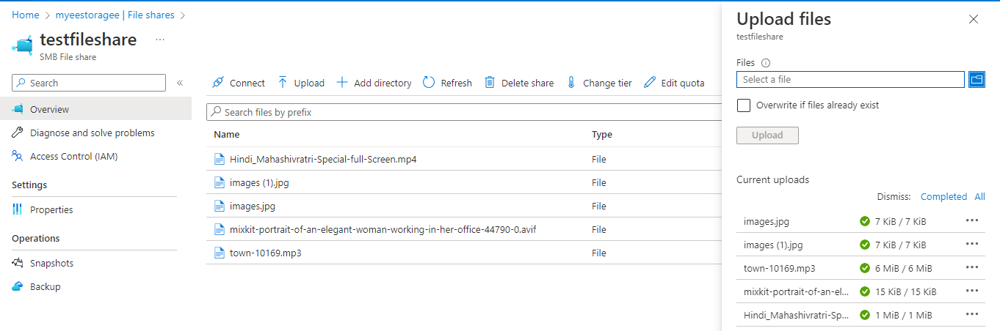 Home > myeestoragee | File shares >
testfileshare ...
SMB File share
Search «
Overview
Diagnose and solve problems
Access Control (IAM)
Settings
Properties
Operations
Snapshots
Backup
Connect Upload Add directory Refresh Delete share Change tier Edit quota
Search files by prefix
Name Type
Hindi_Mahashivratri-Special-full-Screen.mp4 File
images (1).jpg File
images.jpg File
mixkit-portrait-of-an-elegant-woman-working-in-her-office-44790-0.avif File
town-10169.mp3 File
Upload files
testfileshare
Files
Select a file
Overwrite if files already exist
Upload
Current uploads
Dismiss: Completed All
images.jpg 7 KiB / 7 KiB ...
images (1).jpg 7 KiB / 7 KiB ...
town-10169.mp3 6 MiB / 6 MiB ...
mixkit-portrait-of-an-el... 15 KiB / 15 KiB ...
Hindi_Mahashivratri-Sp... 1 MiB / 1 MiB ...